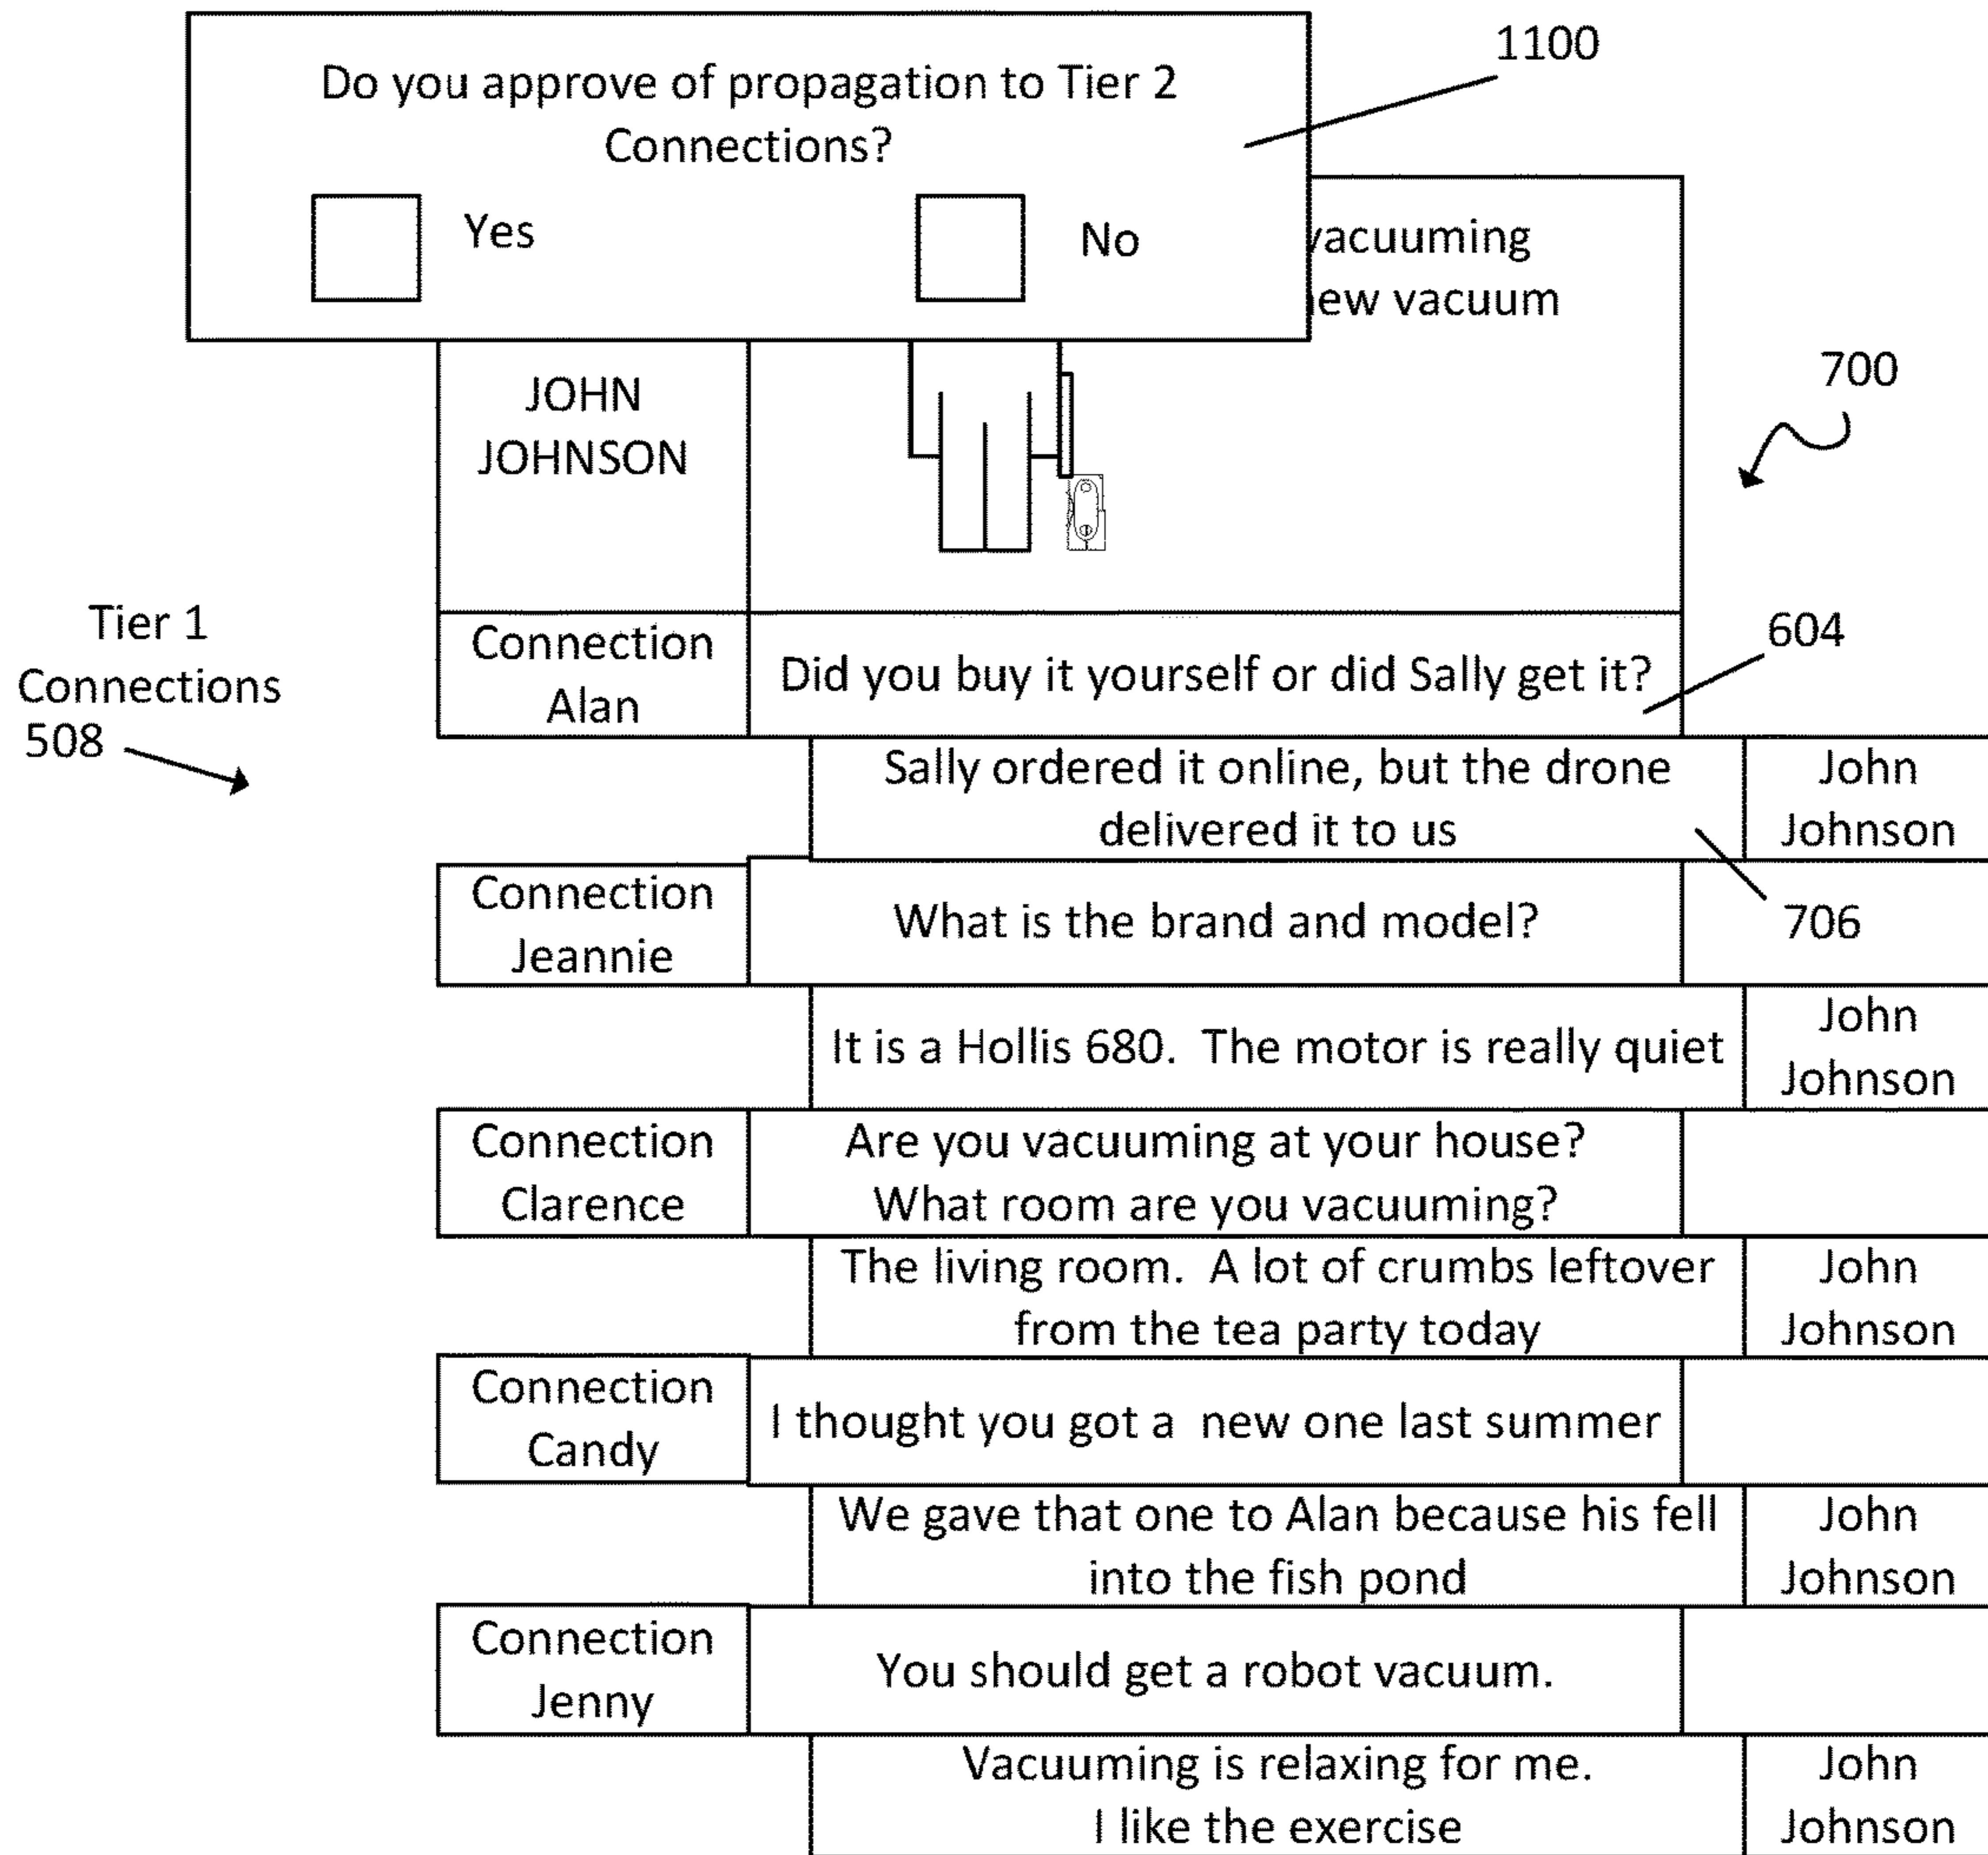 Do you approve of propagation to Tier 2
Connections?
Yes
No
1100
vacuuming
new vacuum
JOHN
JOHNSON
700
Tier 1
Connections
508
Connection
Alan
Did you buy it yourself or did Sally get it?
604
Sally ordered it online, but the drone
delivered it to us
John
Johnson
706
Connection
Jeannie
What is the brand and model?
It is a Hollis 680.  The motor is really quiet
John
Johnson
Connection
Clarence
Are you vacuuming at your house?
What room are you vacuuming?
The living room.  A lot of crumbs leftover
from the tea party today
John
Johnson
Connection
Candy
I thought you got a  new one last summer
We gave that one to Alan because his fell
into the fish pond
John
Johnson
Connection
Jenny
You should get a robot vacuum.
Vacuuming is relaxing for me.
I like the exercise
John
Johnson